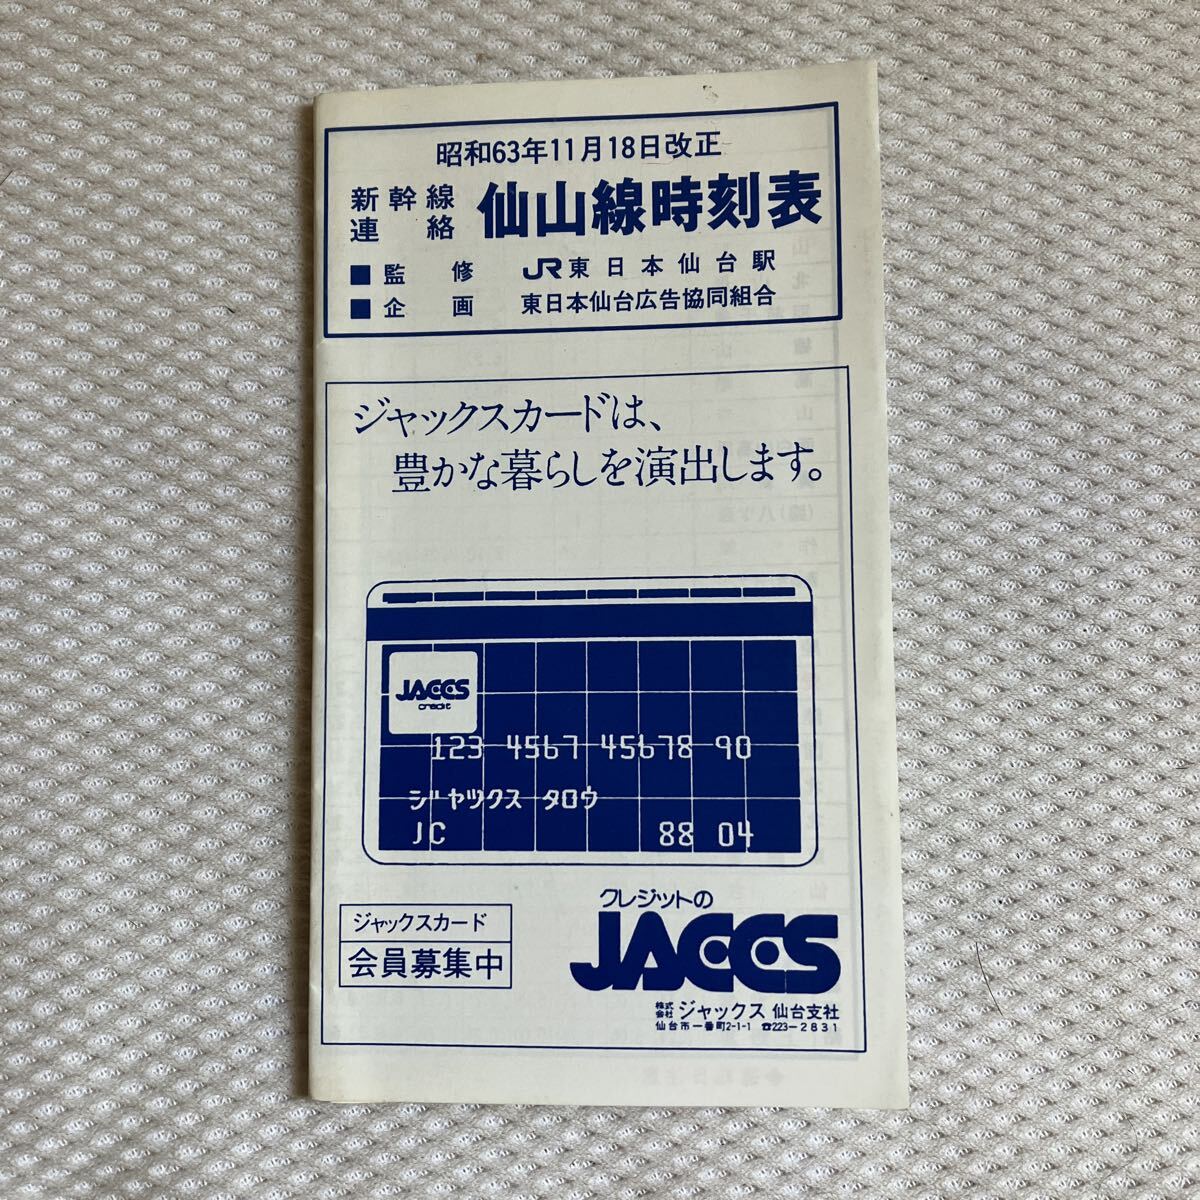 昭和63年11月18日改正
新幹線連絡 仙山線時刻表
■監修 JR東日本仙台駅
■企画 東日本仙台広告協同組合
ジャックスカードは、
豊かな暮らしを演出します。
JACCS
credit
123 4567 45678 90
ジャックス タロウ
JC 88 04
ジャックスカード
会員募集中
クレジットの
JACCS
株式会社 ジャックス 仙台支社
仙台市一番町2-1-1 ☎223-2831